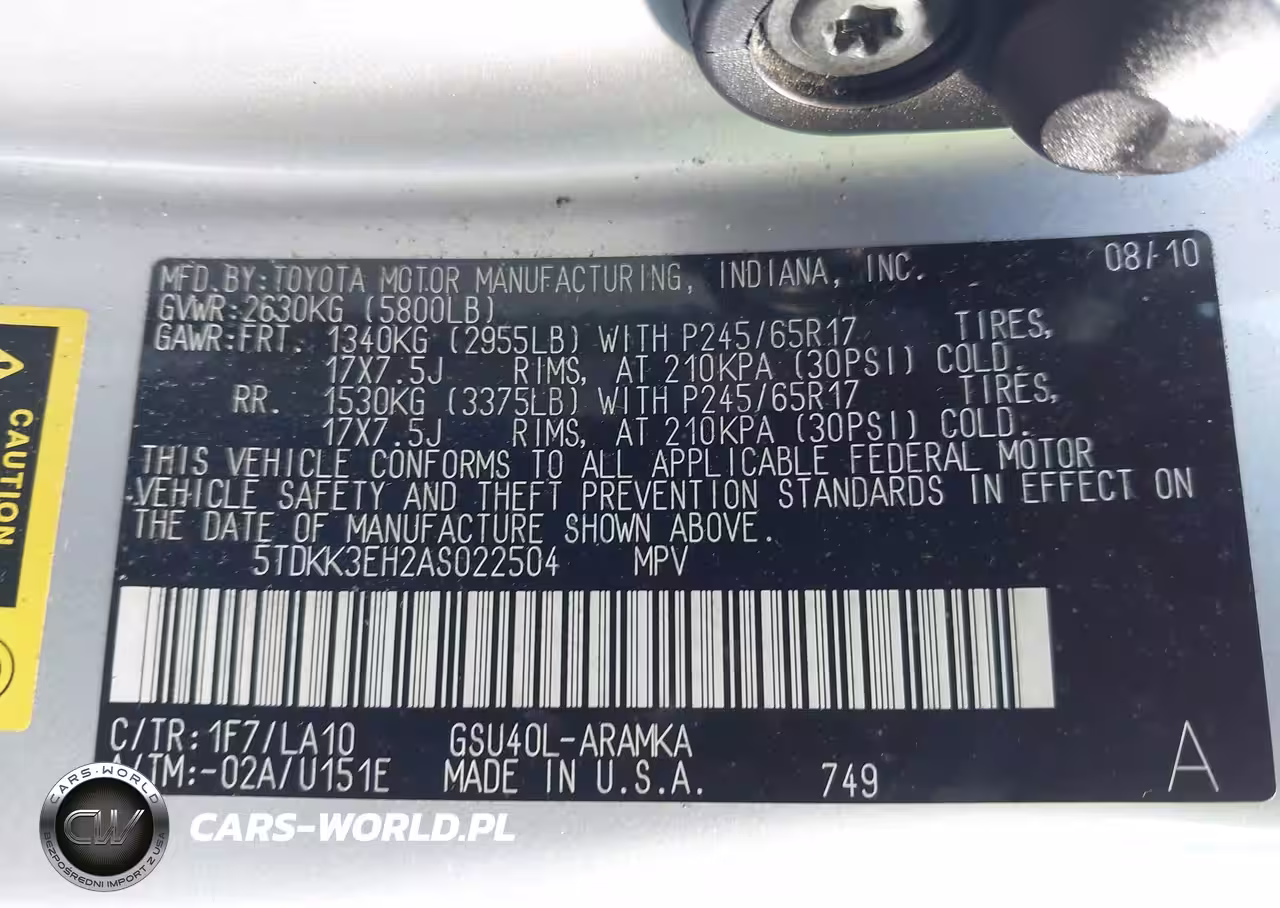 MFD.BY:TOYOTA MOTOR MANUFACTURING, INDIANA, INC. 08/10
GVWR:2630KG (5800LB)
GAWR:FRT. 1340KG (2955LB) WITH P245/65R17 TIRES,
17X7.5J RIMS, AT 210KPA (30PSI) COLD.
RR. 1530KG (3375LB) WITH P245/65R17 TIRES,
17X7.5J RIMS, AT 210KPA (30PSI) COLD.
THIS VEHICLE CONFORMS TO ALL APPLICABLE FEDERAL MOTOR
VEHICLE SAFETY AND THEFT PREVENTION STANDARDS IN EFFECT ON
THE DATE OF MANUFACTURE SHOWN ABOVE.
5TDKK3EH2AS022504 MPV
C/TR:1F7/LA10 GSU40L-ARAMKA
A/TM:-02A/U151E MADE IN U.S.A. 749 A
CAUTION
CARS-WORLD
CW
BEZPOŚREDNI IMPORT Z USA
CARS-WORLD.PL